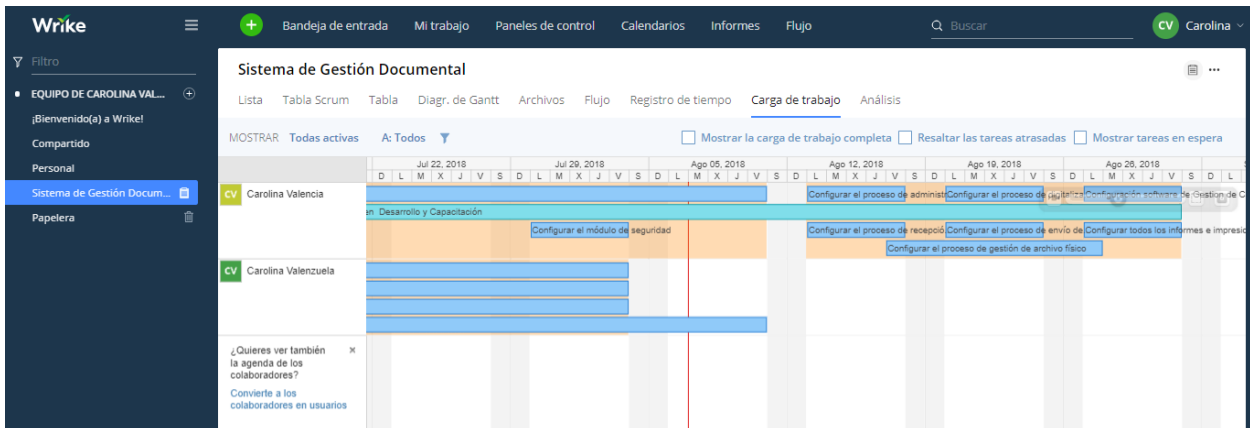 Wrike
Bandeja de entrada Mi trabajo Paneles de control Calendarios Informes Flujo Buscar CV Carolina
Filtro
EQUIPO DE CAROLINA VAL...
¡Bienvenido(a) a Wrike!
Compartido
Personal
Sistema de Gestión Docum...
Papelera
Sistema de Gestión Documental
Lista Tabla Scrum Tabla Diagr. de Gantt Archivos Flujo Registro de tiempo Carga de trabajo Análisis
MOSTRAR Todas activas A: Todos Mostrar la carga de trabajo completa Resaltar las tareas atrasadas Mostrar tareas en espera
Jul 22, 2018 Jul 29, 2018 Ago 05, 2018 Ago 12, 2018 Ago 19, 2018 Ago 26, 2018
D L M X J V S D L M X J V S D L M X J V S D L M X J V S D L M X J V S D L M X J V S D L
CV Carolina Valencia
Configurar el proceso de administ Configurar el proceso de Configuración software de Gestion de C
en Desarrollo y Capacitación
Configurar el módulo de seguridad Configurar el proceso de recepció Configurar el proceso de envío de Configurar todos los informes e impresio
Configurar el proceso de gestión de archivo físico
CV Carolina Valenzuela
¿Quieres ver también
la agenda de los
colaboradores?
Convierte a los
colaboradores en usuarios